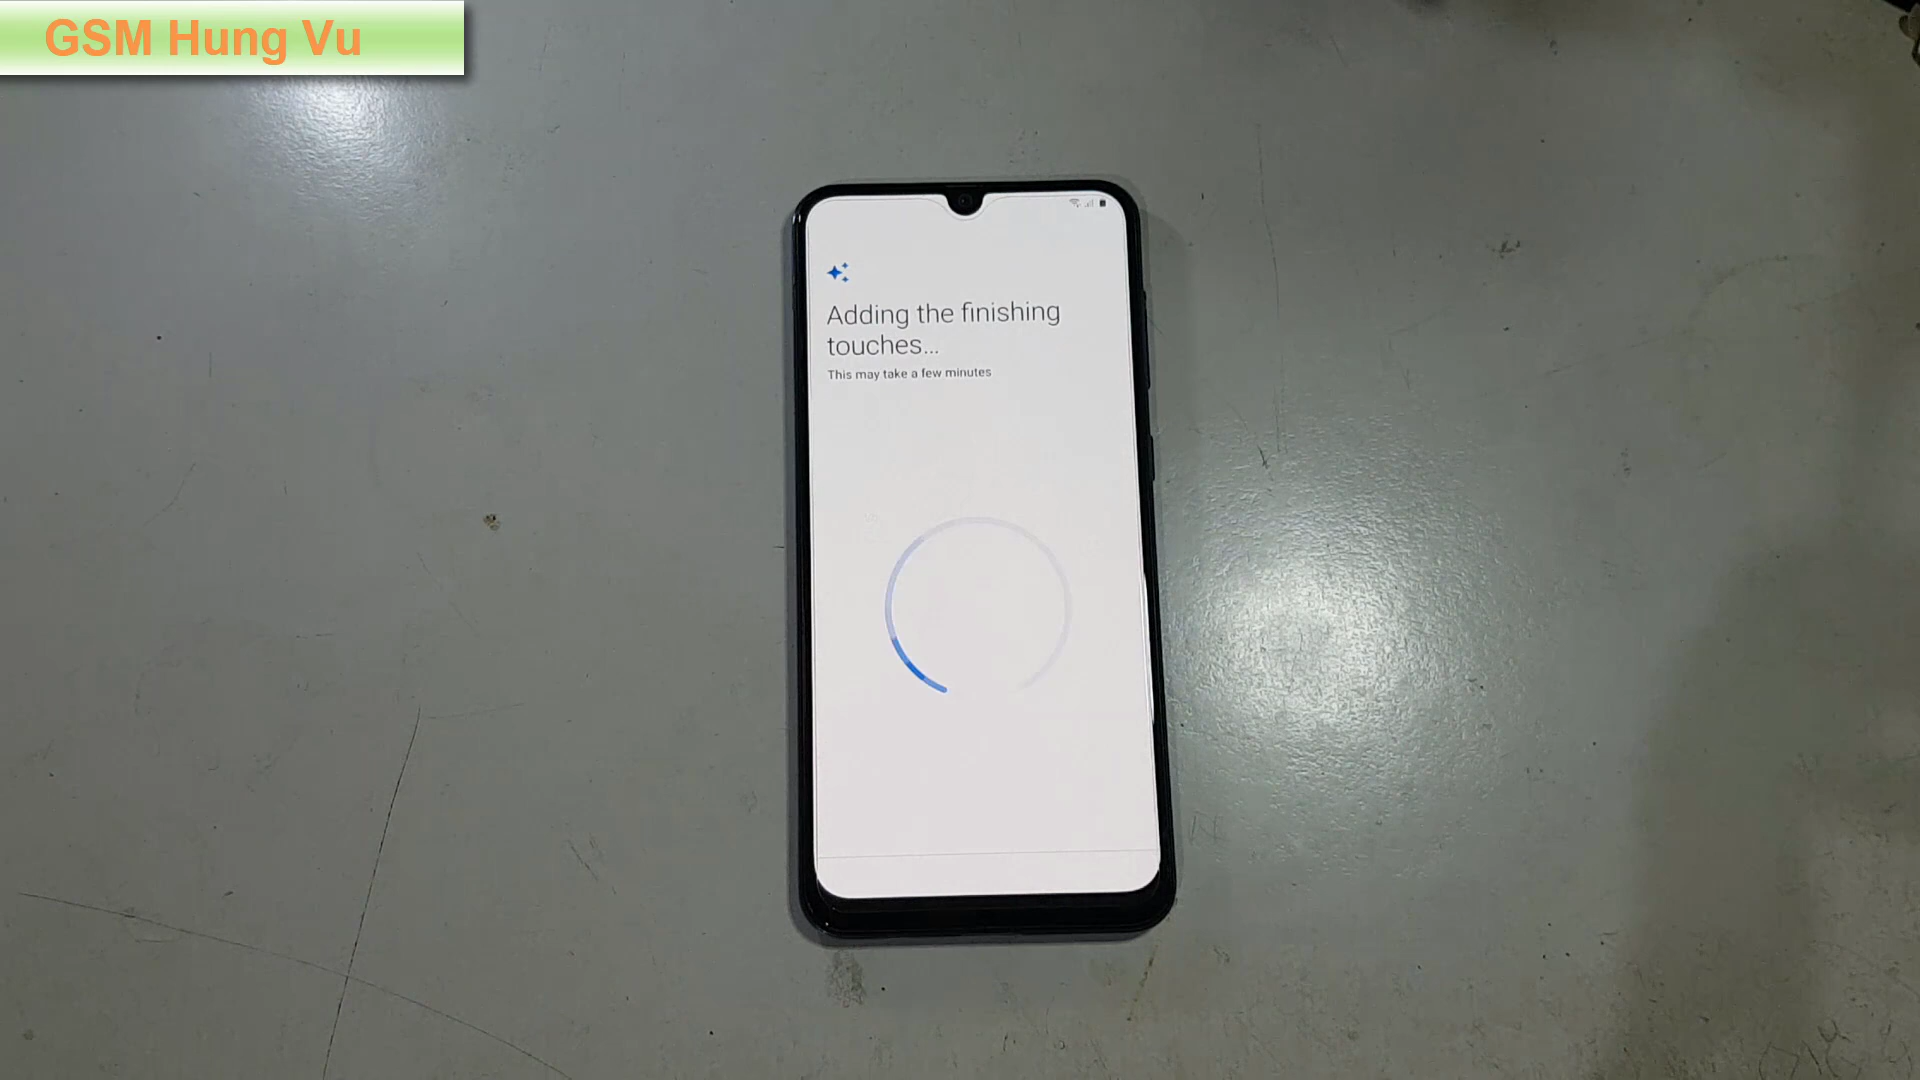 GSM Hung Vu
Adding the finishing
touches...
This may take a few minutes